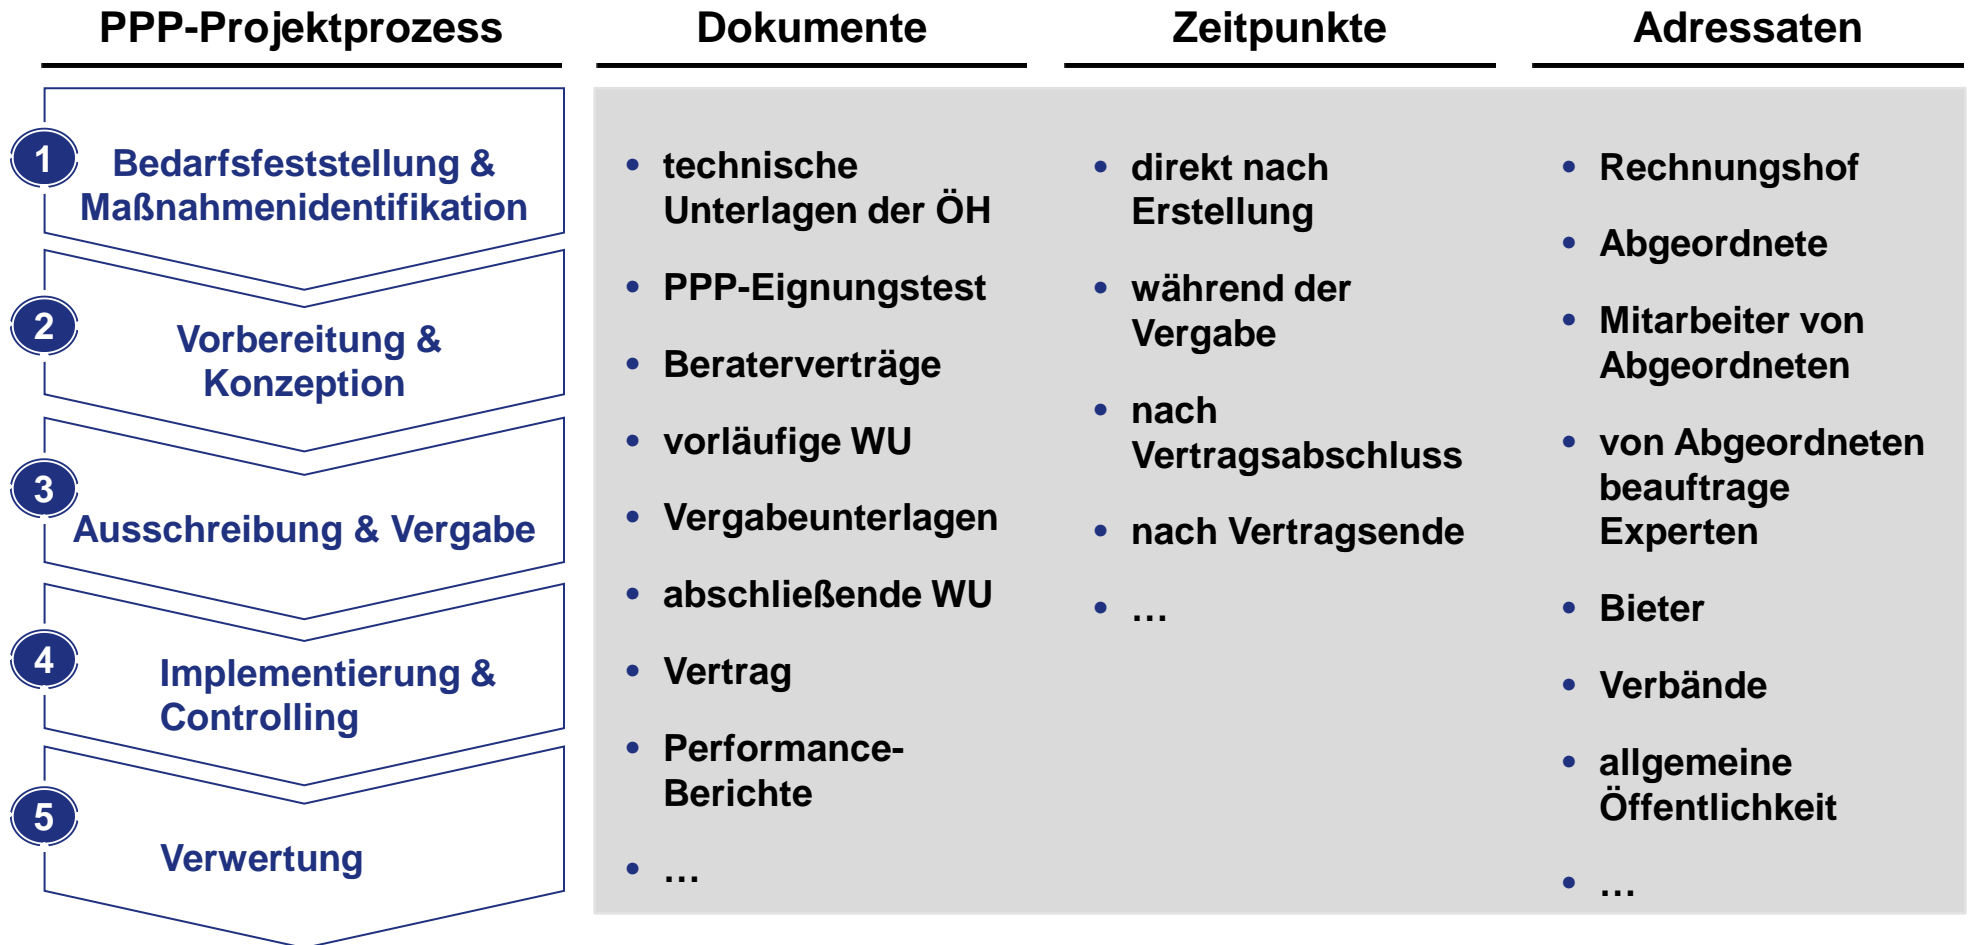 PPP-Projektprozess
1
Bedarfsfeststellung &
Maßnahmenidentifikation
2
Vorbereitung &
Konzeption
3
Ausschreibung & Vergabe
4
Implementierung &
Controlling
5
Verwertung
Dokumente
• technische
Unterlagen der ÖH
• PPP-Eignungstest
• Beraterverträge
• vorläufige WU
• Vergabeunterlagen
• abschließende WU
• Vertrag
• Performance-
Berichte
• …
Zeitpunkte
• direkt nach
Erstellung
• während der
Vergabe
• nach
Vertragsabschluss
• nach Vertragsende
• …
Adressaten
• Rechnungshof
• Abgeordnete
• Mitarbeiter von
Abgeordneten
• von Abgeordneten
beauftrage
Experten
• Bieter
• Verbände
• allgemeine
Öffentlichkeit
• …